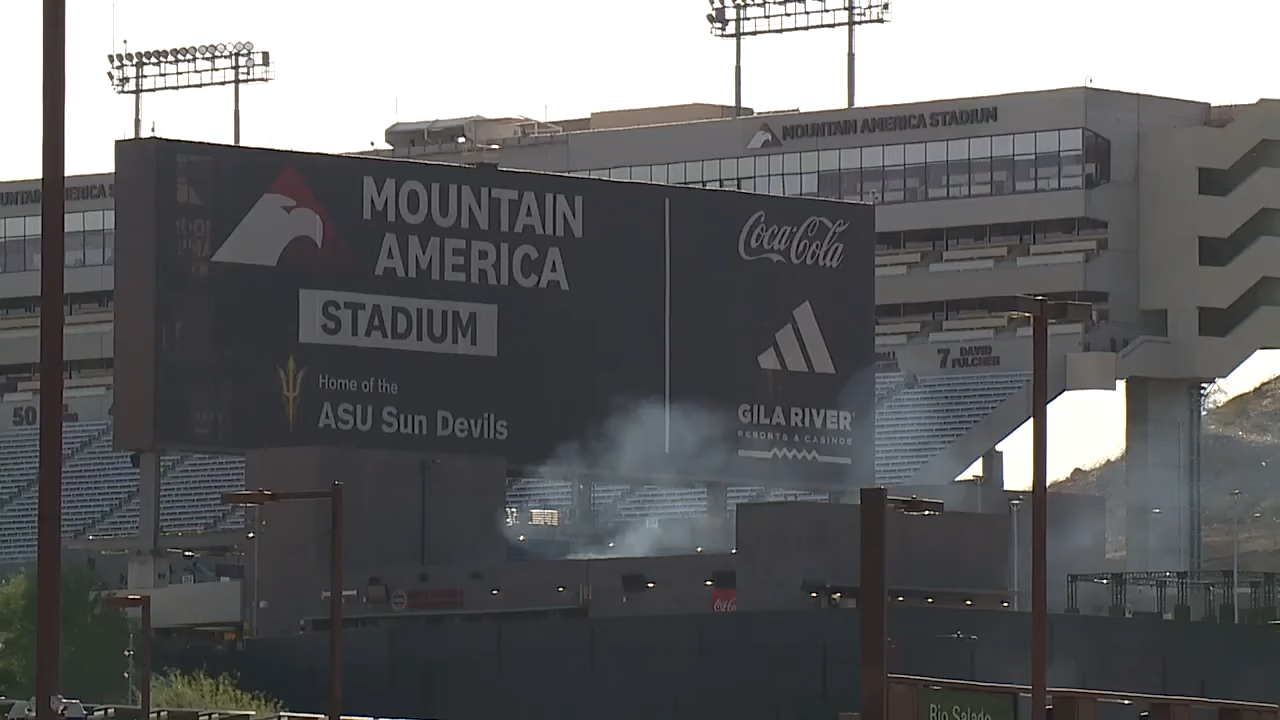 MOUNTAIN AMERICA STADIUM
MOUNTAIN
AMERICA
STADIUM
Home of the
ASU Sun Devils
Coca-Cola
GILA RIVER
RESORTS & CASINOS
7 DAVID
FULCHER
50
Rio Salado